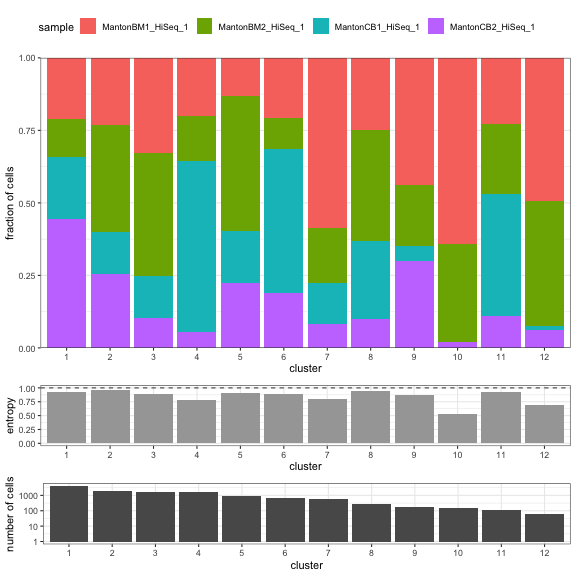 sample MantonBM1_HiSeq_1 MantonBM2_HiSeq_1 MantonCB1_HiSeq_1 MantonCB2_HiSeq_1
fraction of cells
1.00
0.75
0.50
0.25
0.00
1 2 3 4 5 6 7 8 9 10 11 12
cluster
entropy
1.00
0.75
0.50
0.25
0.00
1 2 3 4 5 6 7 8 9 10 11 12
cluster
number of cells
1000
100
10
1
1 2 3 4 5 6 7 8 9 10 11 12
cluster